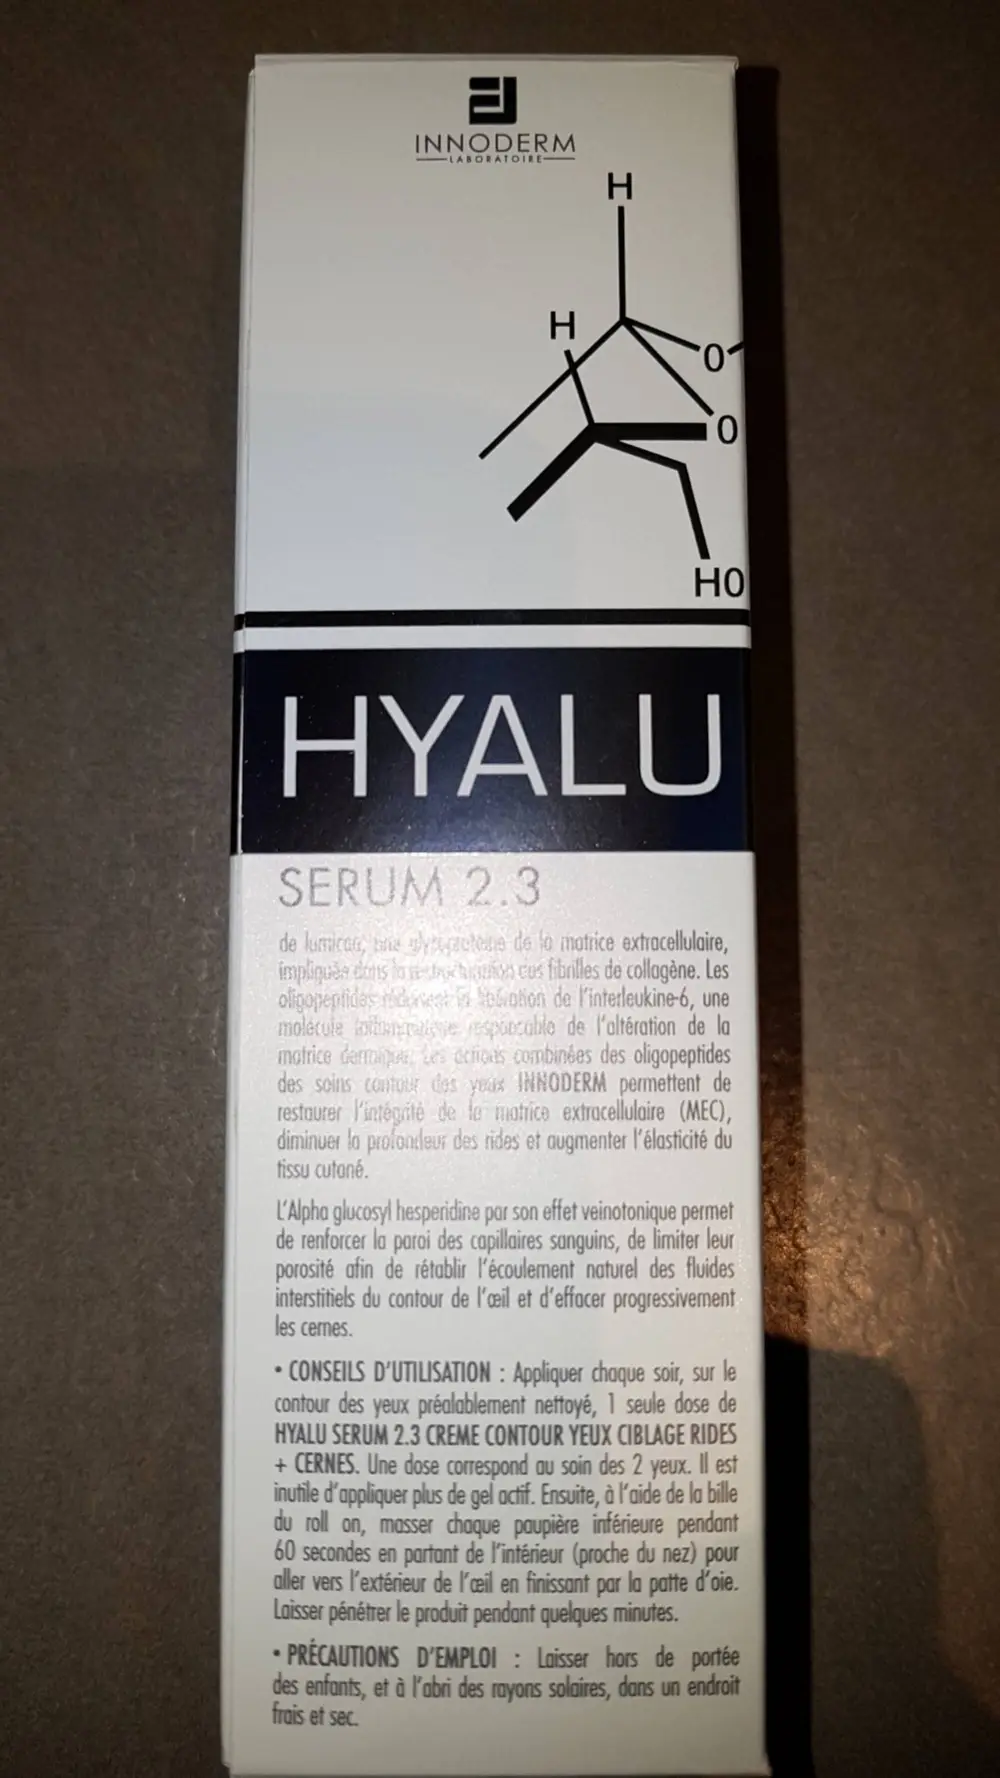 INNODERM
LABORATOIRE
H
H
O
O
HO
HYALU
SERUM 2.3
de lumican, une glycoproteine de la matrice extracellulaire,
impliquée dans la restructuration des fibrilles de collagène. Les
oligopeptides réduisent la libération de l'interleukine-6, une
molécule inflammatoire responsable de l'altération de la
matrice dermique. Les actions combinées des oligopeptides
des soins contour des yeux INNODERM permettent de
restaurer l'intégrité de la matrice extracellulaire (MEC),
diminuer la profondeur des rides et augmenter l'élasticité du
tissu cutané.
L'Alpha glucosyl hesperidine par son effet veinotonique permet
de renforcer la paroi des capillaires sanguins, de limiter leur
porosité afin de rétablir l'écoulement naturel des fluides
interstitiels du contour de l'œil et d'effacer progressivement
les cernes.
• CONSEILS D'UTILISATION : Appliquer chaque soir, sur le
contour des yeux préalablement nettoyé, 1 seule dose de
HYALU SERUM 2.3 CREME CONTOUR YEUX CIBLAGE RIDES
+ CERNES. Une dose correspond au soin des 2 yeux. Il est
inutile d'appliquer plus de gel actif. Ensuite, à l'aide de la bille
du roll on, masser chaque paupière inférieure pendant
60 secondes en partant de l'intérieur (proche du nez) pour
aller vers l'extérieur de l'œil en finissant par la patte d'oie.
Laisser pénétrer le produit pendant quelques minutes.
• PRÉCAUTIONS D'EMPLOI : Laisser hors de portée
des enfants, et à l'abri des rayons solaires, dans un endroit
frais et sec.